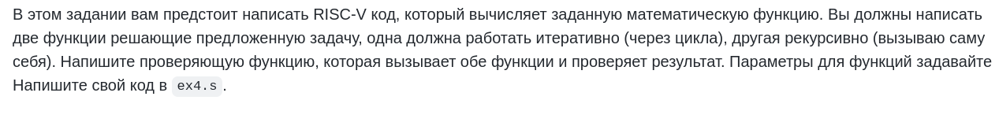 В этом задании вам предстоит написать RISC-V код, который вычисляет заданную математическую функцию. Вы должны написать
две функции решающие предложенную задачу, одна должна работать итеративно (через цикла), другая рекурсивно (вызываю саму
себя). Напишите проверяющую функцию, которая вызывает обе функции и проверяет результат. Параметры для функций задавайте
Напишите свой код в ex4.s.